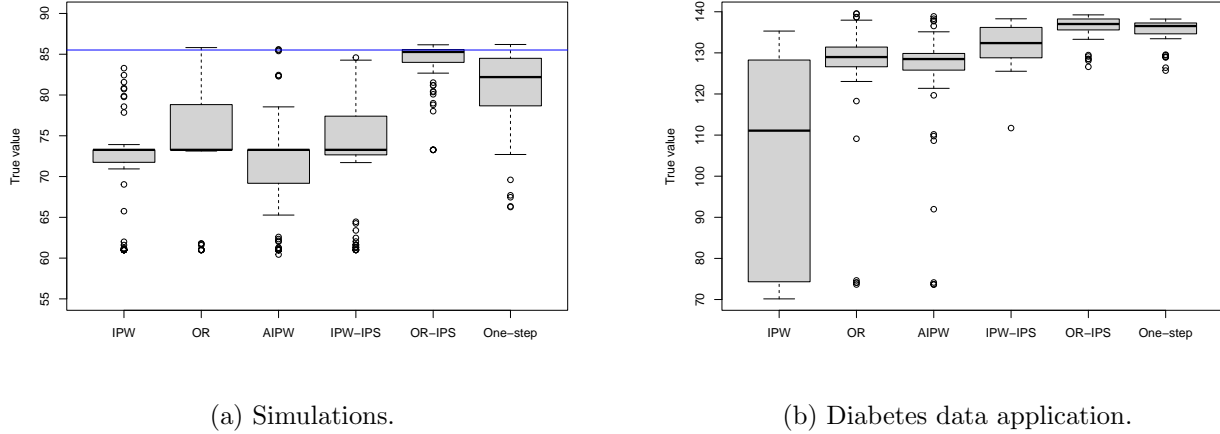 True value
55 60 65 70 75 80 85 90
IPW OR AIPW IPW−IPS OR−IPS One−step
(a) Simulations.
True value
70 80 90 100 110 120 130 140
IPW OR AIPW IPW−IPS OR−IPS One−step
(b) Diabetes data application.